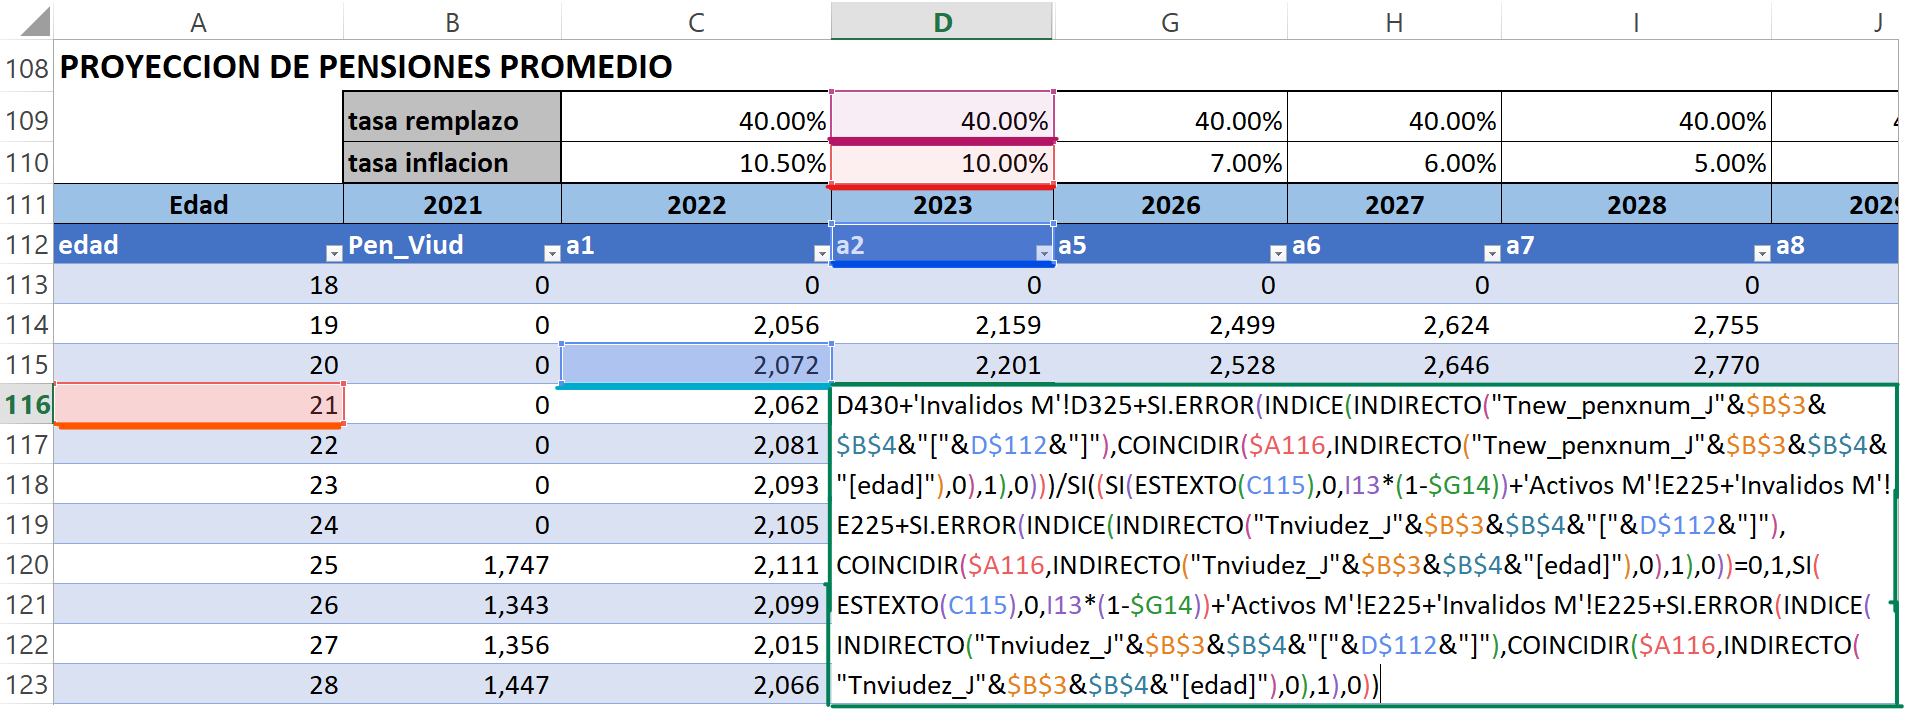 A B C D G H I J
108 PROYECCION DE PENSIONES PROMEDIO
109 tasa remplazo 40.00% 40.00% 40.00% 40.00% 40.00%
110 tasa inflacion 10.50% 10.00% 7.00% 6.00% 5.00%
111 Edad 2021 2022 2023 2026 2027 2028
112 edad Pen_Viud a1 a2 a5 a6 a7 a8
113 18 0 0 0 0 0 0
114 19 0 2,056 2,159 2,499 2,624 2,755
115 20 0 2,072 2,201 2,528 2,646 2,770
116 21 0 2,062 D430+'Invalidos M'!D325+SI.ERROR(INDICE(INDIRECTO("Tnew_penxnum_J"&$B$3&
117 22 0 2,081 $B$4&"["&D$112&"]"),COINCIDIR($A116,INDIRECTO("Tnew_penxnum_J"&$B$3&$B$4&
118 23 0 2,093 "[edad]"),0),1),0)))/SI((SI(ESTEXTO(C115),0,I13*(1-$G14))+'Activos M'!E225+'Invalidos M'!
119 24 0 2,105 E225+SI.ERROR(INDICE(INDIRECTO("Tnviudez_J"&$B$3&$B$4&"["&D$112&"]"),
120 25 1,747 2,111 COINCIDIR($A116,INDIRECTO("Tnviudez_J"&$B$3&$B$4&"[edad]"),0),1),0))=0,1,SI(
121 26 1,343 2,099 ESTEXTO(C115),0,I13*(1-$G14))+'Activos M'!E225+'Invalidos M'!E225+SI.ERROR(INDICE(
122 27 1,356 2,015 INDIRECTO("Tnviudez_J"&$B$3&$B$4&"["&D$112&"]"),COINCIDIR($A116,INDIRECTO(
123 28 1,447 2,066 "Tnviudez_J"&$B$3&$B$4&"[edad]"),0),1),0))